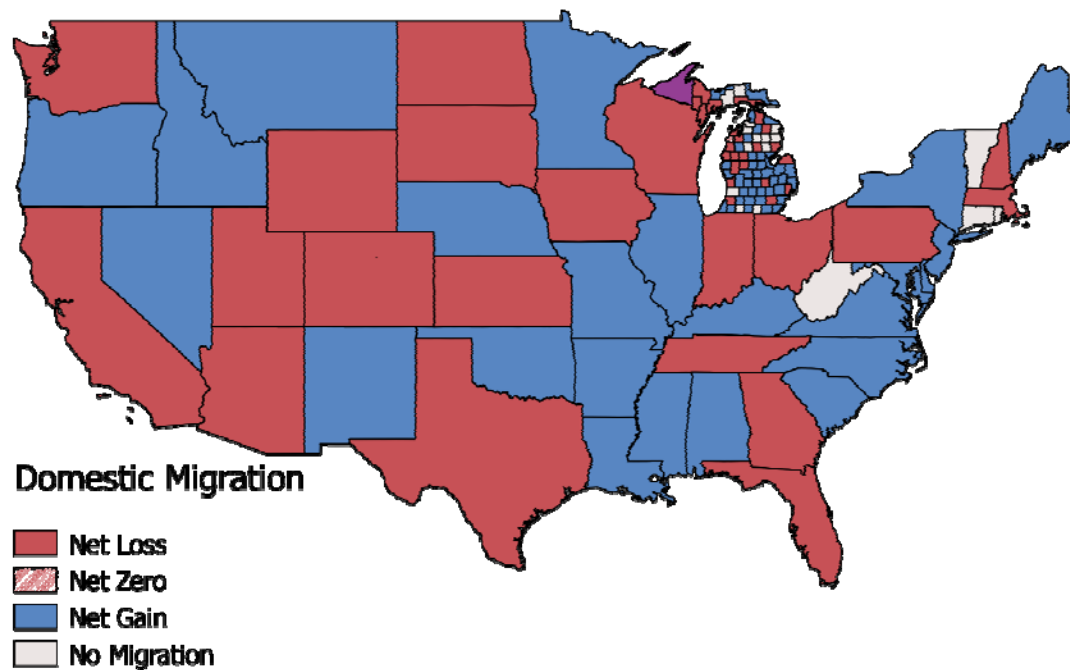 Domestic Migration
Net Loss
Net Zero
Net Gain
No Migration